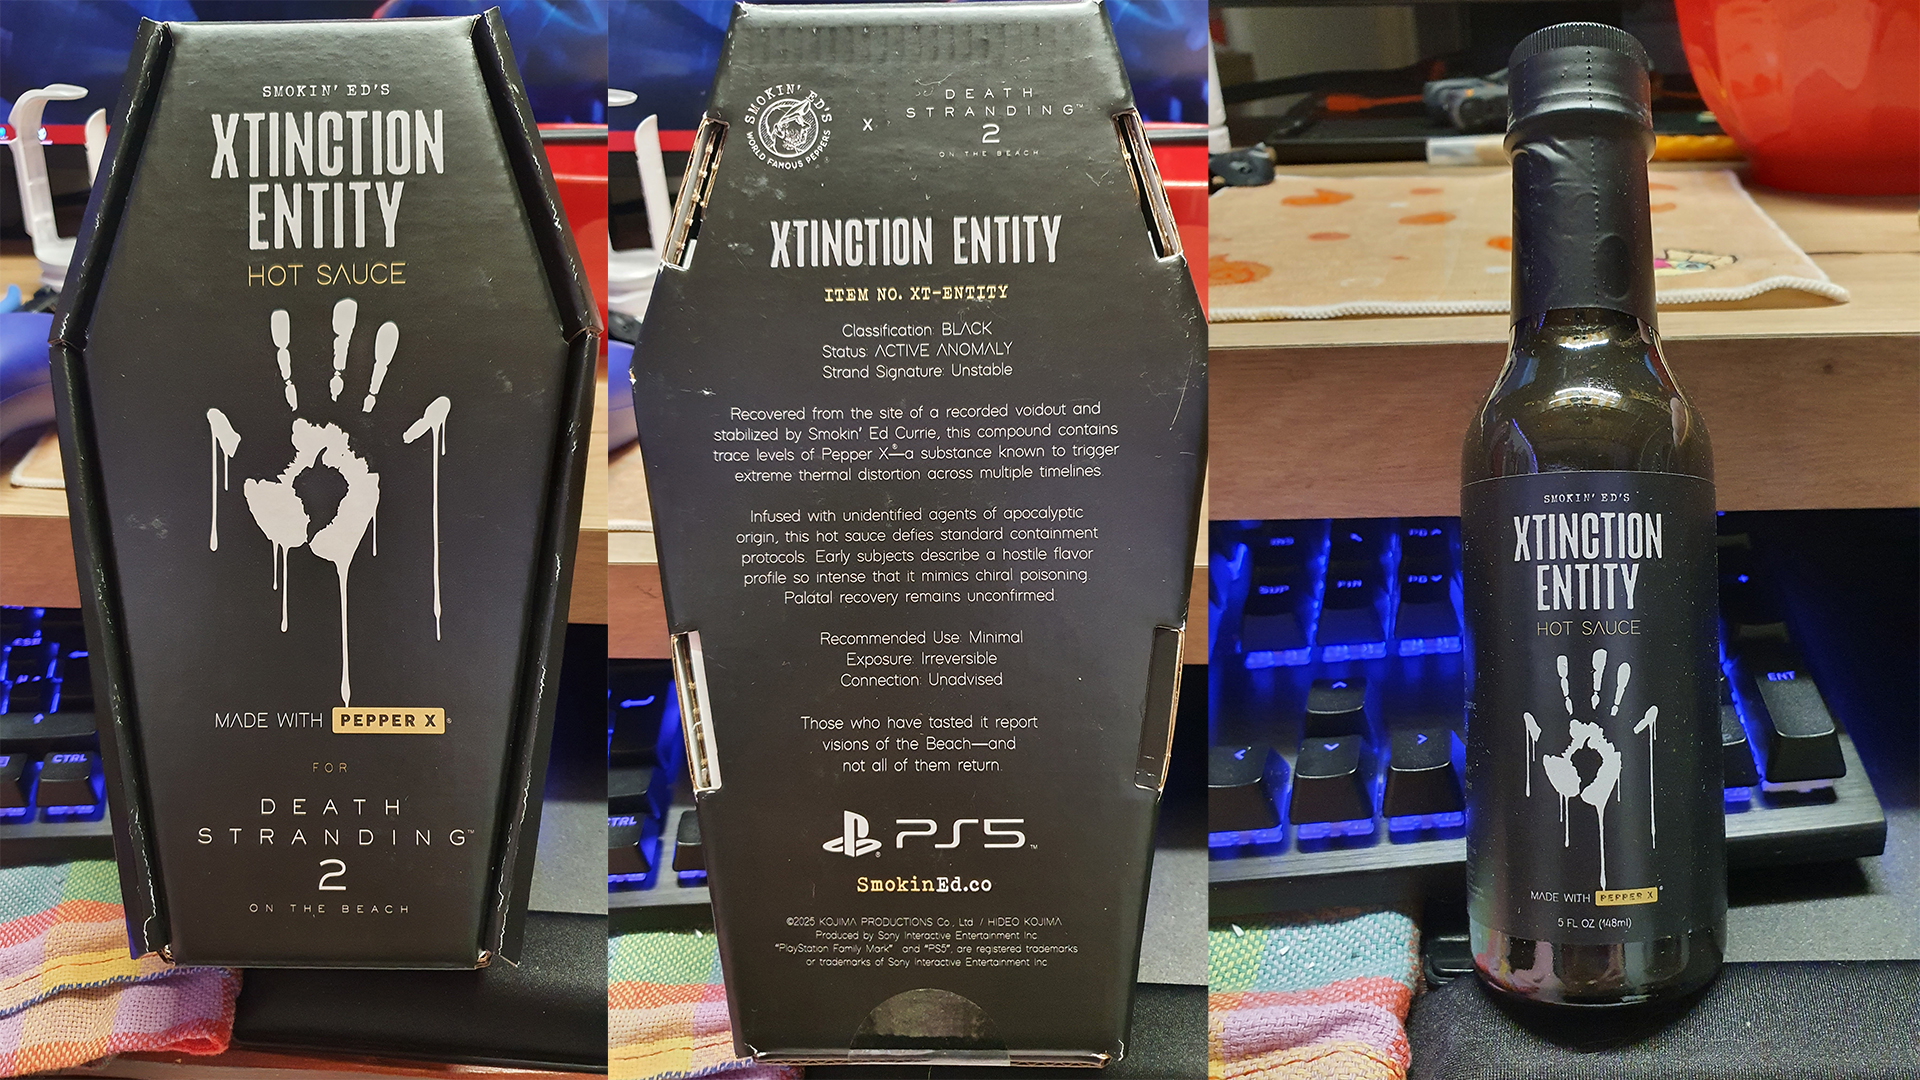 SMOKIN' ED'S
XTINCTION
ENTITY
HOT SAUCE
MADE WITH PEPPER X®
FOR
DEATH
STRANDING™
2
ON THE BEACH
CTRL
SMOKIN' ED'S
WORLD FAMOUS PEPPERS
X
DEATH
STRANDING™
2
ON THE BEACH
XTINCTION ENTITY
ITEM NO. XT-ENTITY
Classification: BLACK
Status: ACTIVE ANOMALY
Strand Signature: Unstable
Recovered from the site of a recorded voidout and
stabilized by Smokin' Ed Currie, this compound contains
trace levels of Pepper X®—a substance known to trigger
extreme thermal distortion across multiple timelines.
Infused with unidentified agents of apocalyptic
origin, this hot sauce defies standard containment
protocols. Early subjects describe a hostile flavor
profile so intense that it mimics chiral poisoning.
Palatal recovery remains unconfirmed.
Recommended Use: Minimal
Exposure: Irreversible
Connection: Unadvised
Those who have tasted it report
visions of the Beach—and
not all of them return.
PS5™
SmokinEd.co
©2025 KOJIMA PRODUCTIONS Co., Ltd. / HIDEO KOJIMA
Produced by Sony Interactive Entertainment Inc.
"PlayStation Family Mark" and "PS5" are registered trademarks
or trademarks of Sony Interactive Entertainment Inc.
SMOKIN' ED'S
XTINCTION
ENTITY
HOT SAUCE
MADE WITH PEPPER X®
5 FL OZ (148ml)
SUP
FIN
ENT